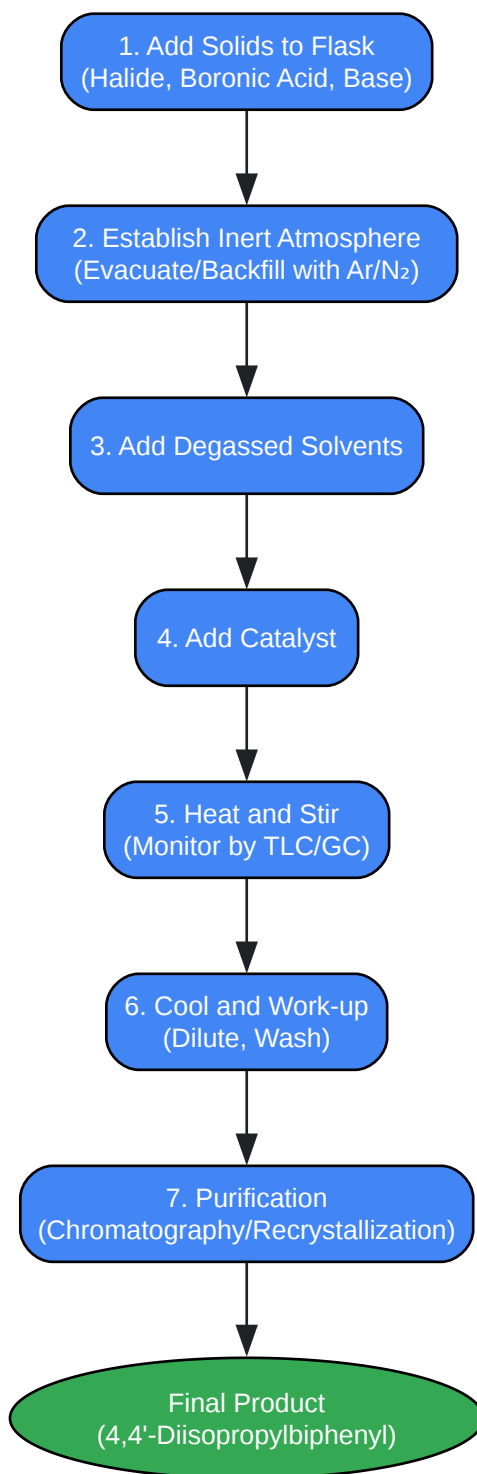 1. Add Solids to Flask
(Halide, Boronic Acid, Base)
2. Establish Inert Atmosphere
(Evacuate/Backfill with Ar/N₂)
3. Add Degassed Solvents
4. Add Catalyst
5. Heat and Stir
(Monitor by TLC/GC)
6. Cool and Work-up
(Dilute, Wash)
7. Purification
(Chromatography/Recrystallization)
Final Product
(4,4'-Diisopropylbiphenyl)